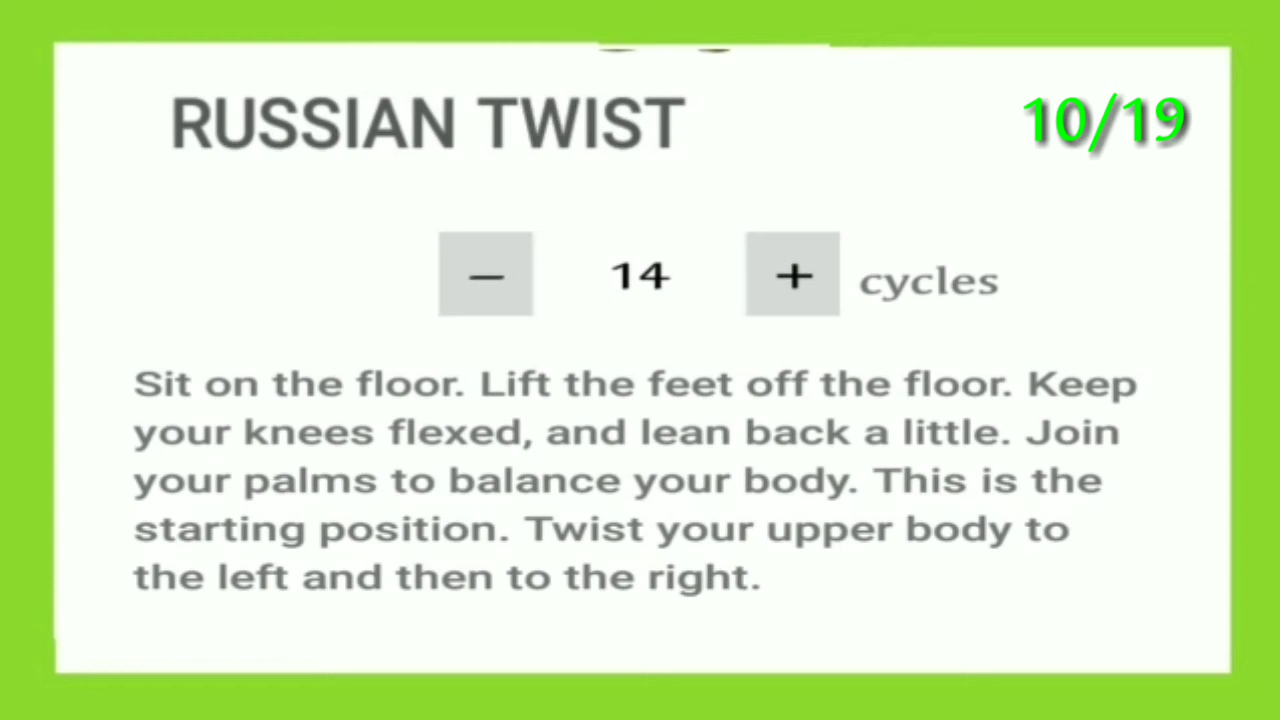 RUSSIAN TWIST 10/19
− 14 + cycles
Sit on the floor. Lift the feet off the floor. Keep
your knees flexed, and lean back a little. Join
your palms to balance your body. This is the
starting position. Twist your upper body to
the left and then to the right.